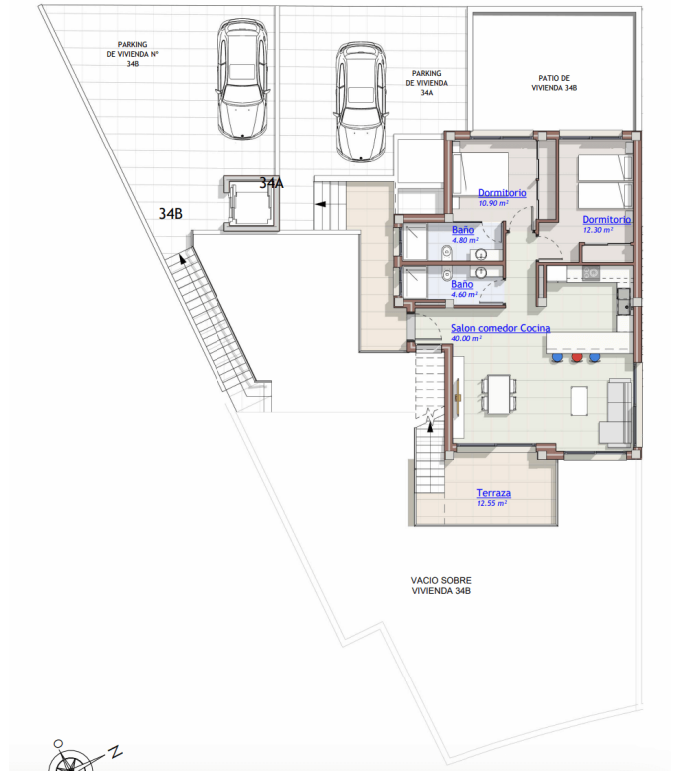 PARKING
DE VIVIENDA Nº
34B
PARKING
DE VIVIENDA
34A
PATIO DE
VIVIENDA 34B
34A
34B
Dormitorio
10.90 m²
Dormitorio
12.30 m²
Baño
4.80 m²
Baño
4.60 m²
Salon comedor Cocina
40.00 m²
Terraza
12.55 m²
VACIO SOBRE
VIVIENDA 34B
O
N